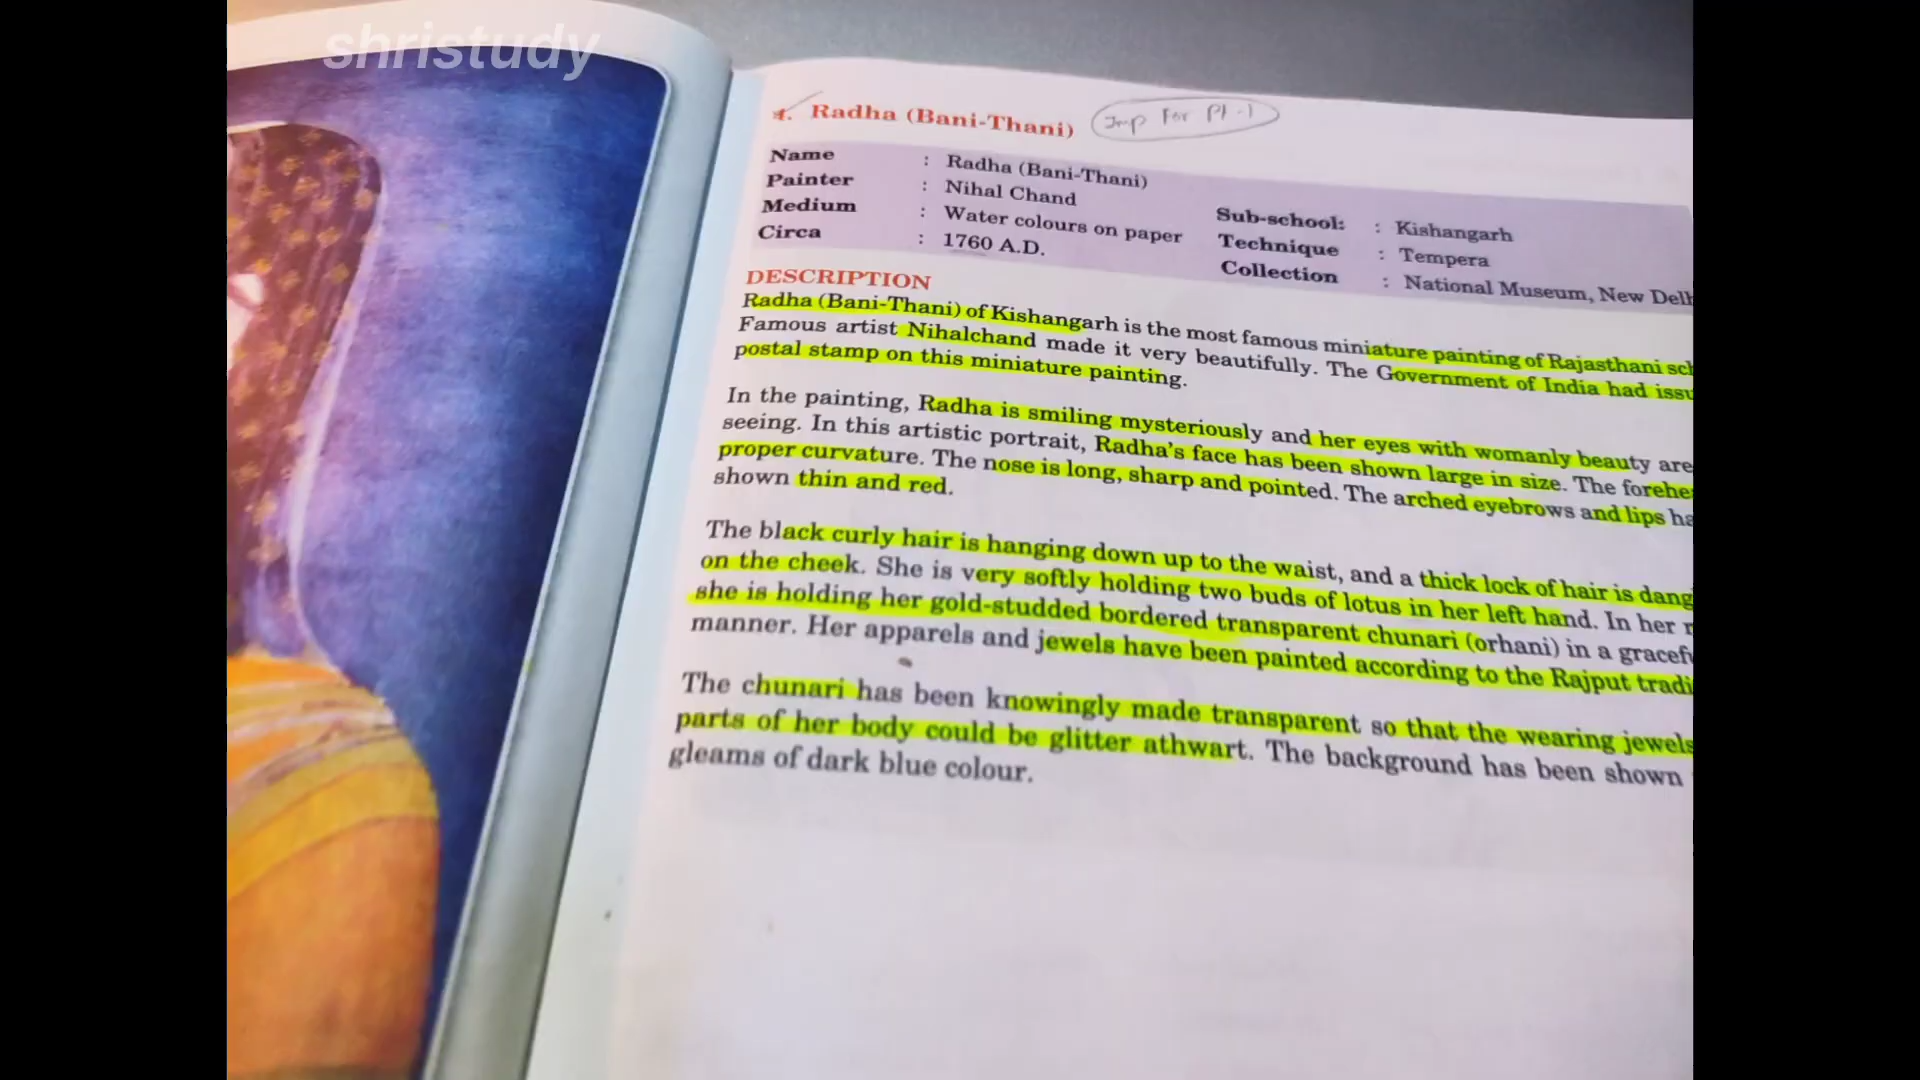 shristudy
4. Radha (Bani-Thani) Imp For Pt-1
Name : Radha (Bani-Thani)
Painter : Nihal Chand
Medium : Water colours on paper
Circa : 1760 A.D.
Sub-school: : Kishangarh
Technique : Tempera
Collection : National Museum, New Delh
DESCRIPTION
Radha (Bani-Thani) of Kishangarh is the most famous miniature painting of Rajasthani sch
Famous artist Nihalchand made it very beautifully. The Government of India had issu
postal stamp on this miniature painting.
In the painting, Radha is smiling mysteriously and her eyes with womanly beauty are
seeing. In this artistic portrait, Radha's face has been shown large in size. The forehe
proper curvature. The nose is long, sharp and pointed. The arched eyebrows and lips ha
shown thin and red.
The black curly hair is hanging down up to the waist, and a thick lock of hair is dang
on the cheek. She is very softly holding two buds of lotus in her left hand. In her r
she is holding her gold-studded bordered transparent chunari (orhani) in a gracefu
manner. Her apparels and jewels have been painted according to the Rajput tradi
The chunari has been knowingly made transparent so that the wearing jewels
parts of her body could be glitter athwart. The background has been shown
gleams of dark blue colour.